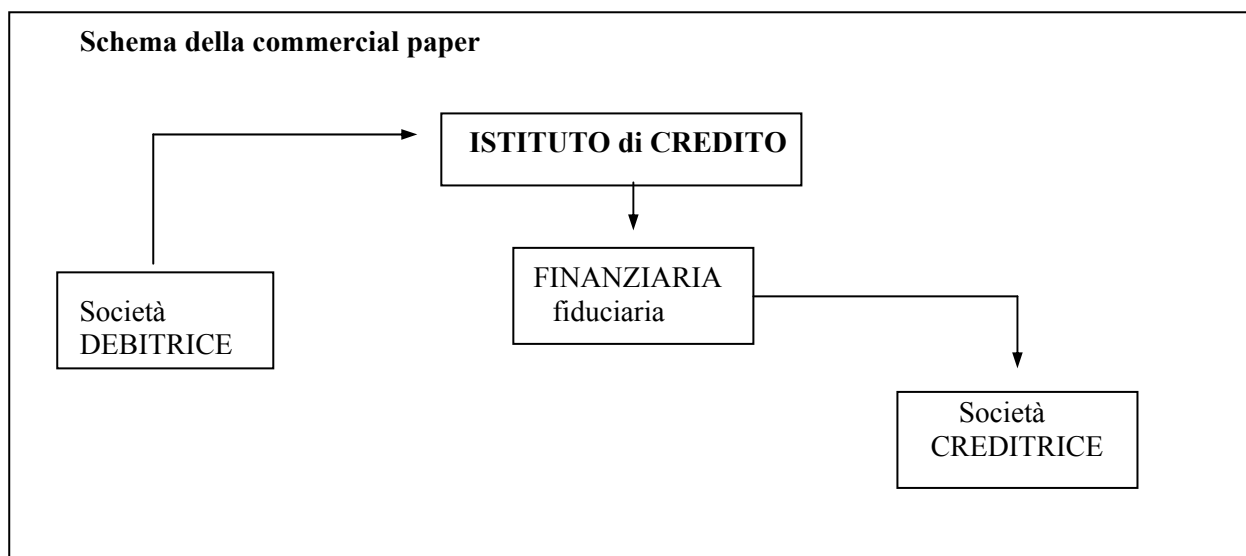 Schema della commercial paper
ISTITUTO di CREDITO
FINANZIARIA
fiduciaria
Società
DEBITRICE
Società
CREDITRICE